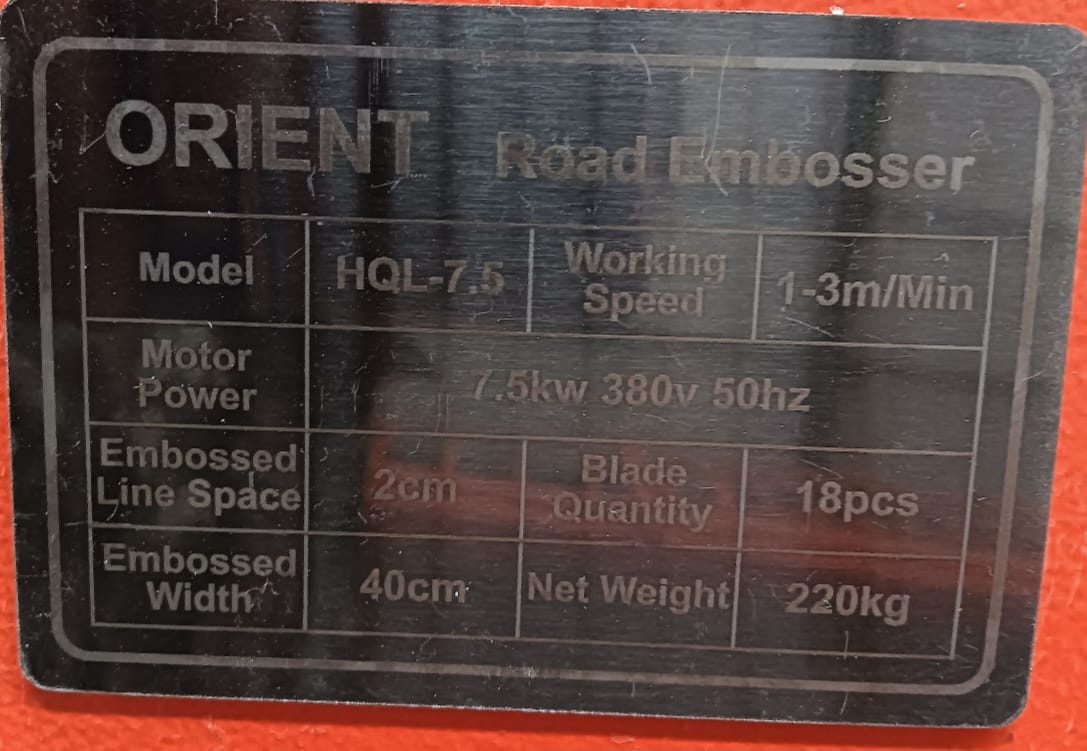 ORIENT Road Embosser
Model HQL-7.5 Working Speed 1-3m/Min
Motor Power 7.5kw 380v 50hz
Embossed Line Space 2cm Blade Quantity 18pcs
Embossed Width 40cm Net Weight 220kg